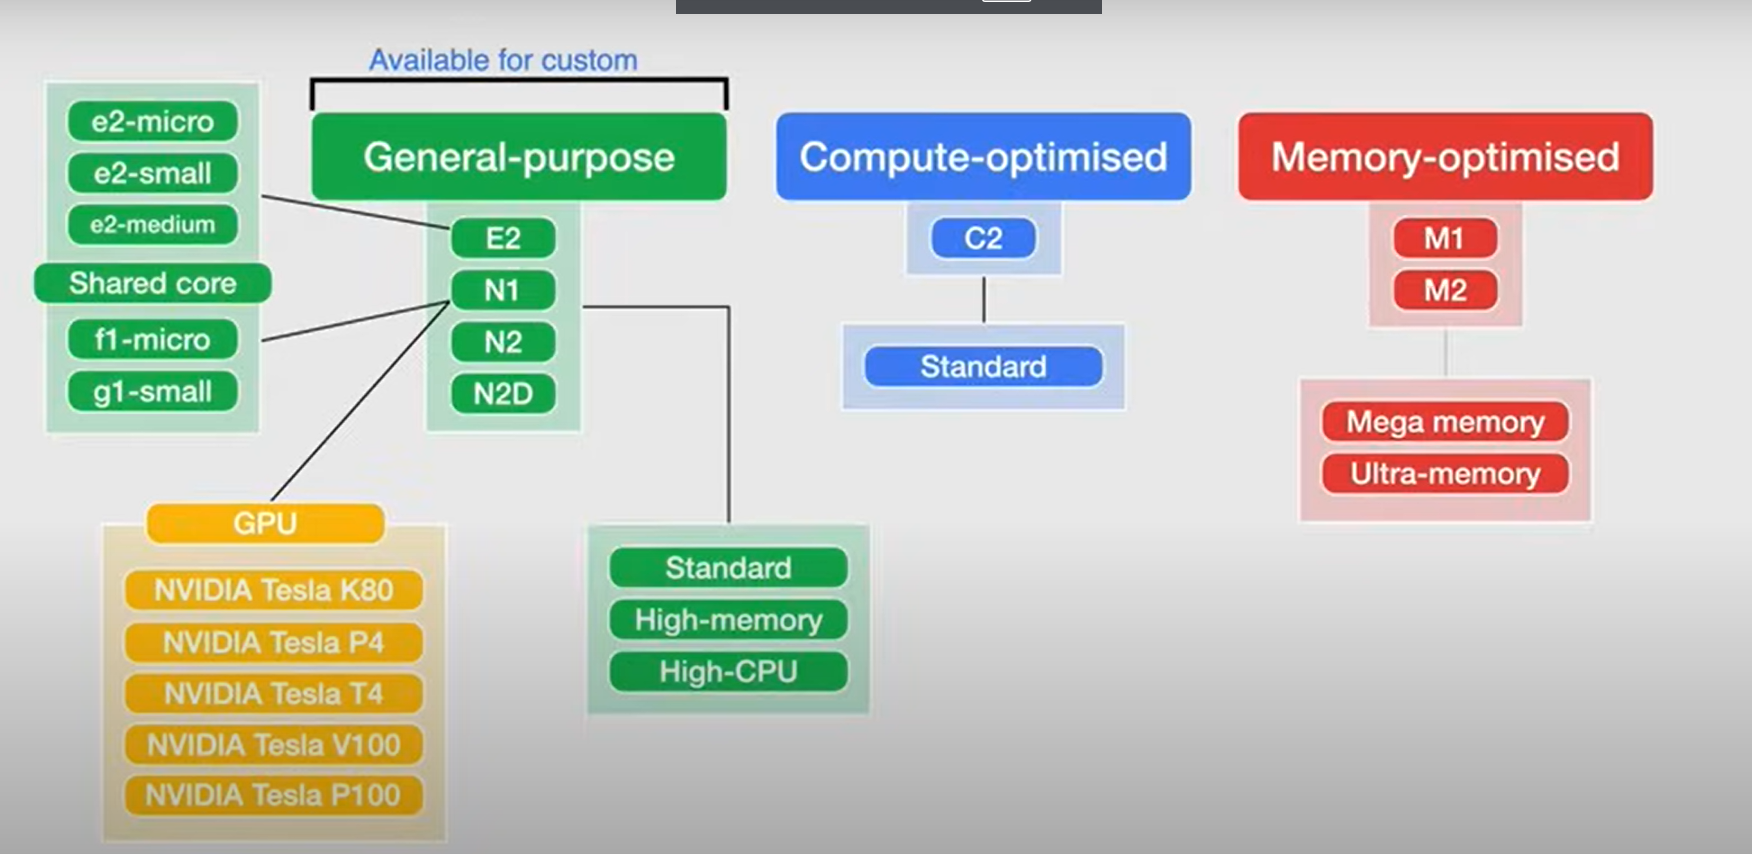 Available for custom
e2-micro
e2-small
e2-medium
Shared core
f1-micro
g1-small
General-purpose
E2
N1
N2
N2D
GPU
NVIDIA Tesla K80
NVIDIA Tesla P4
NVIDIA Tesla T4
NVIDIA Tesla V100
NVIDIA Tesla P100
Standard
High-memory
High-CPU
Compute-optimised
C2
Standard
Memory-optimised
M1
M2
Mega memory
Ultra-memory